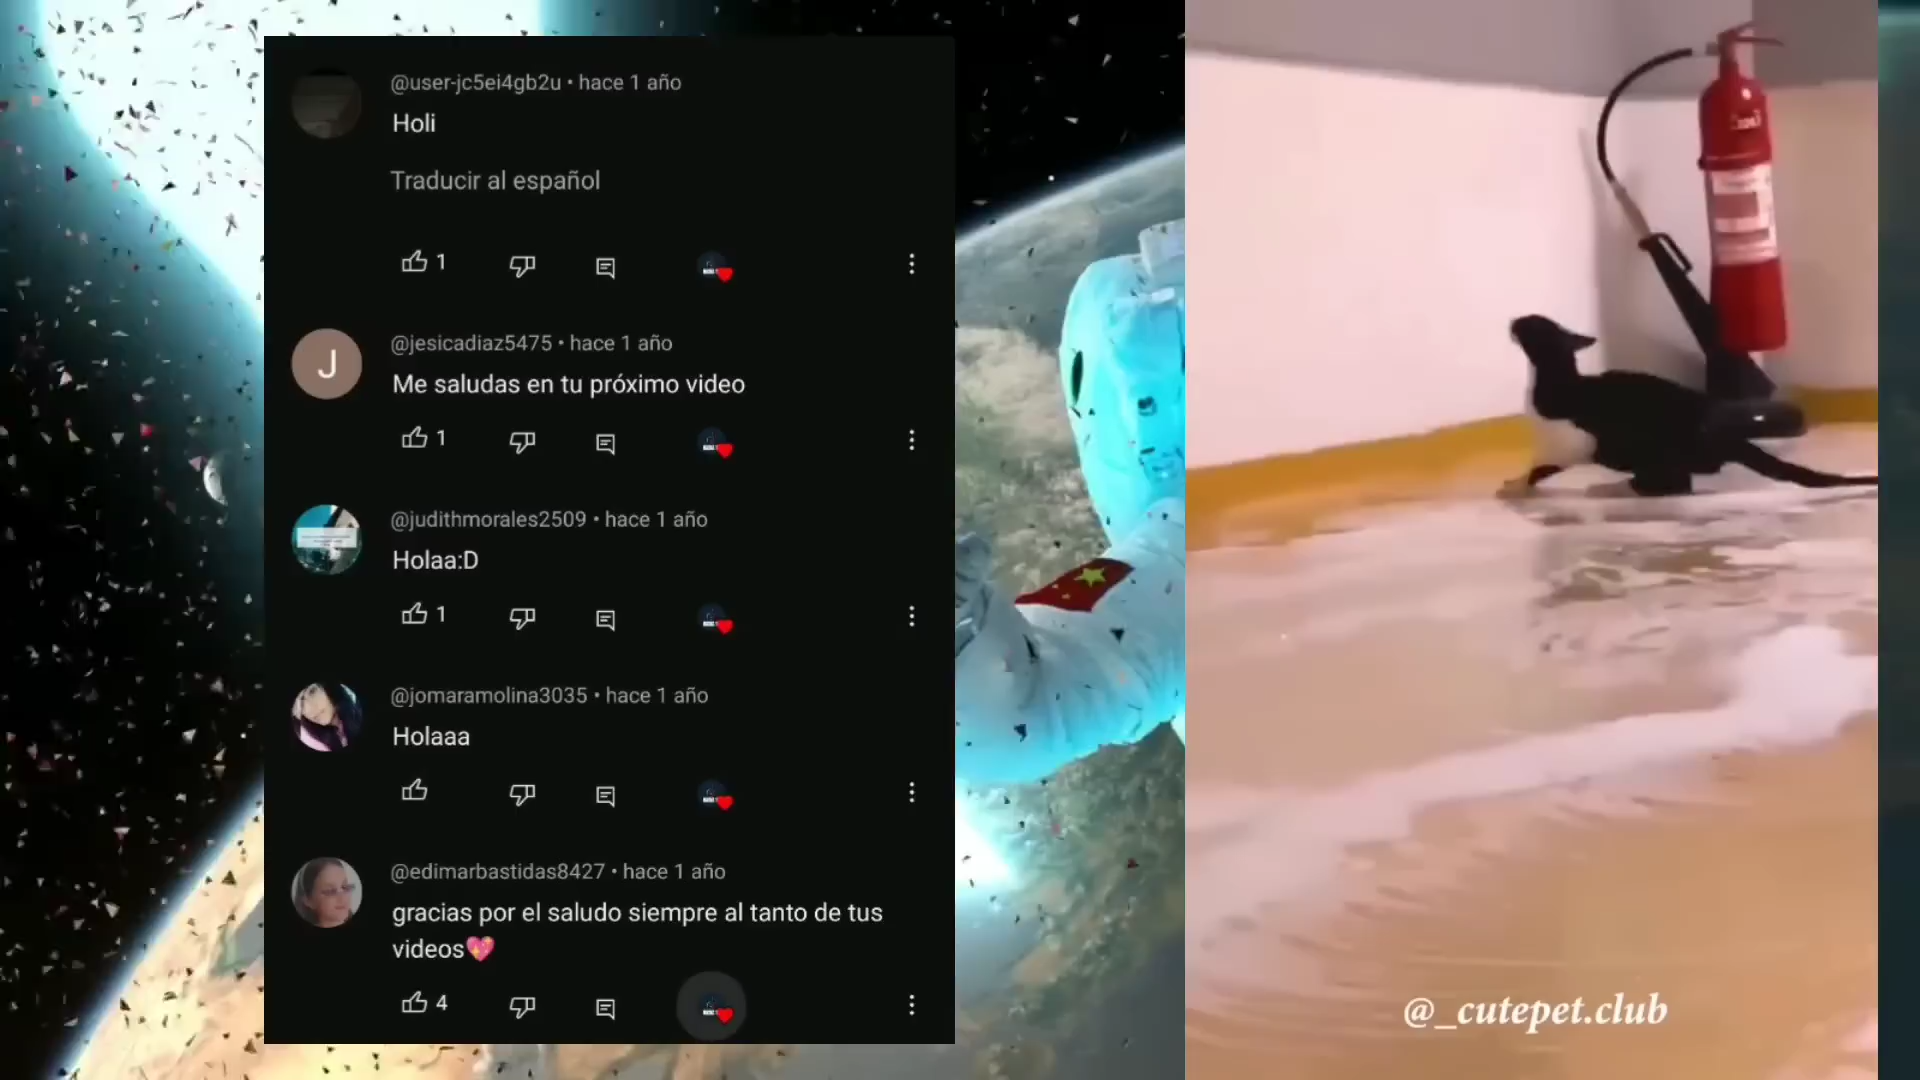 @user-jc5ei4gb2u • hace 1 año
Holi
Traducir al español
1
@jesicadiaz5475 • hace 1 año
J
Me saludas en tu próximo video
1
@judithmorales2509 • hace 1 año
Holaa:D
1
@jomaramolina3035 • hace 1 año
Holaaa
@edimarbastidas8427 • hace 1 año
gracias por el saludo siempre al tanto de tus
videos💖
4
@_cutepet.club